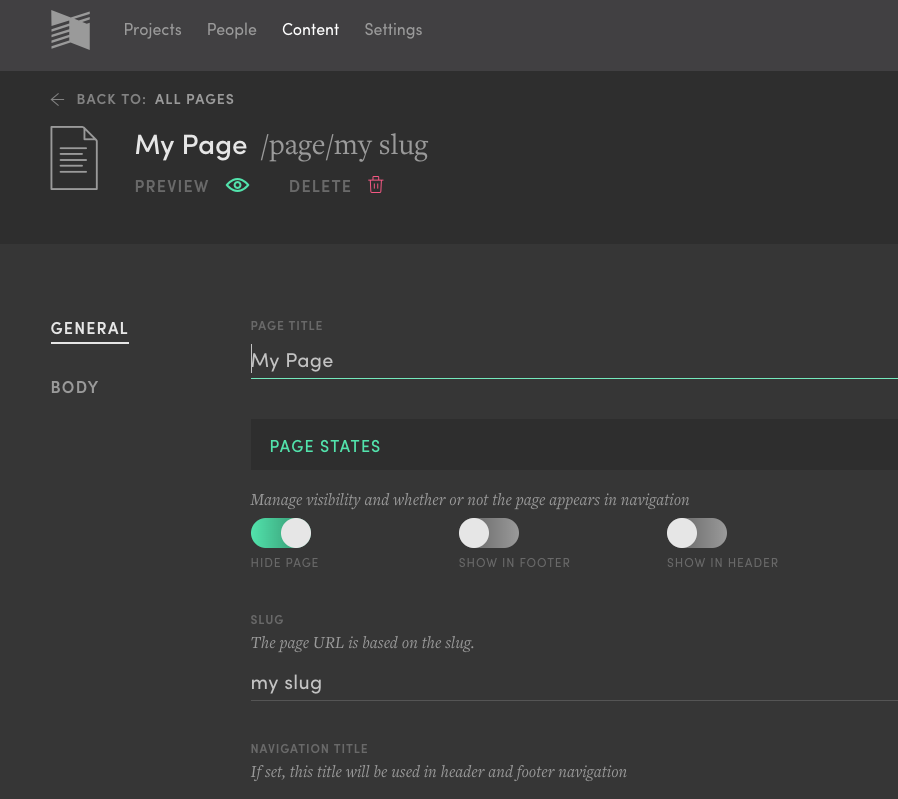 Projects People Content Settings
BACK TO: ALL PAGES
My Page /page/my slug
PREVIEW DELETE
GENERAL
BODY
PAGE TITLE
My Page
PAGE STATES
Manage visibility and whether or not the page appears in navigation
HIDE PAGE SHOW IN FOOTER SHOW IN HEADER
SLUG
The page URL is based on the slug.
my slug
NAVIGATION TITLE
If set, this title will be used in header and footer navigation